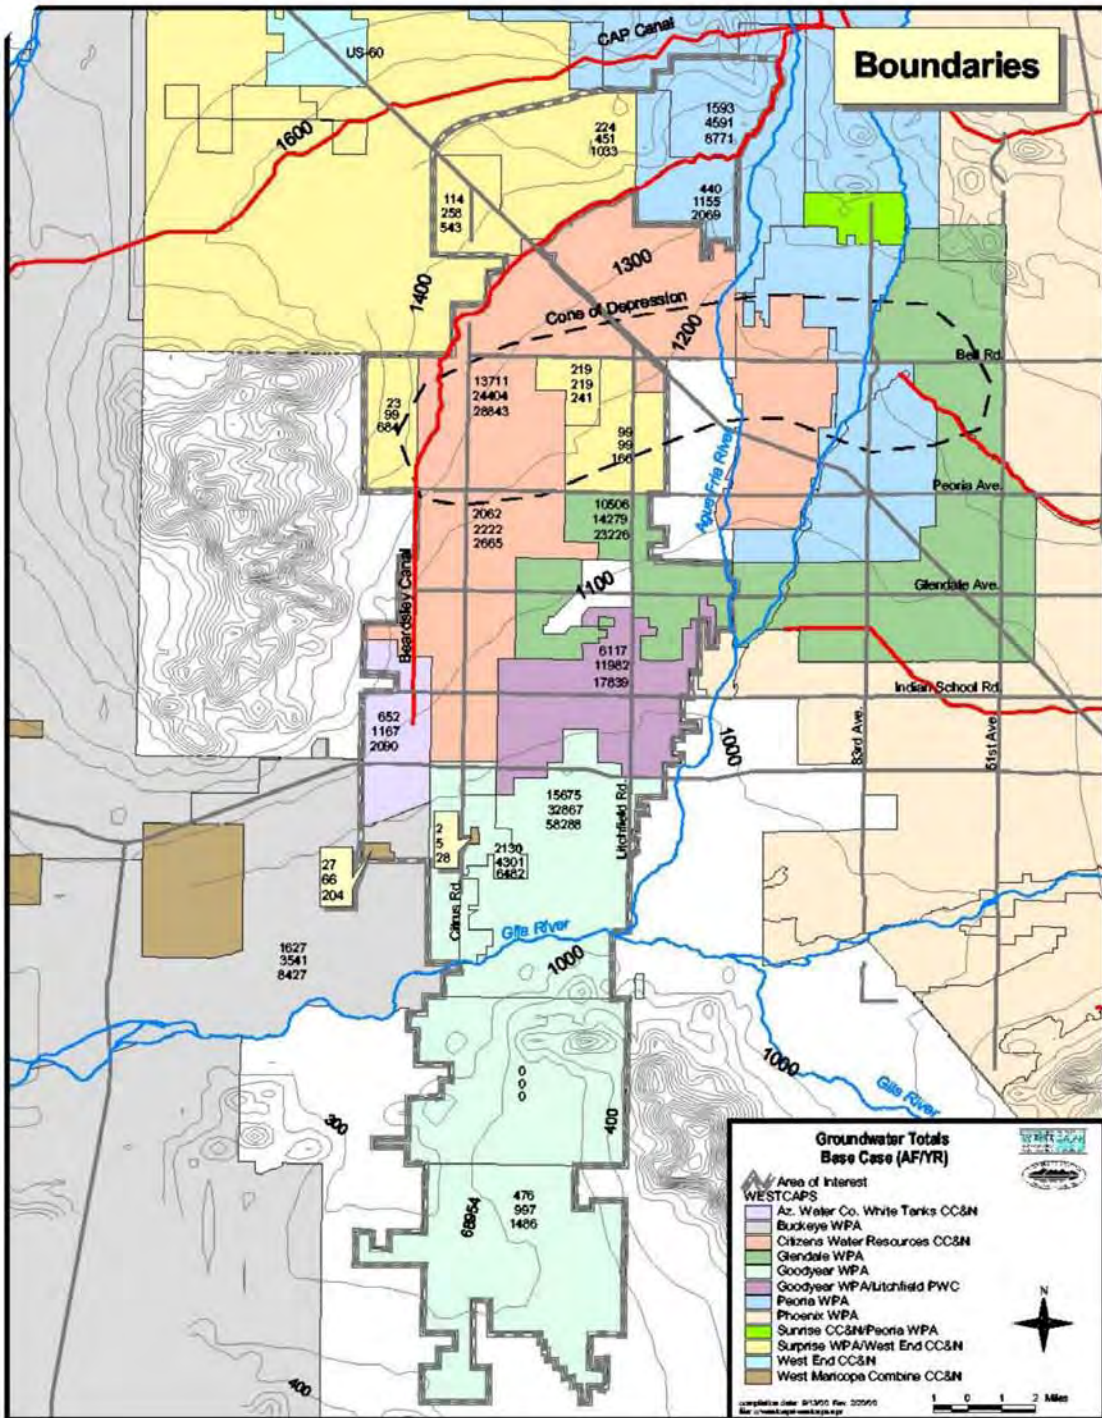 Boundaries
CAP Canal
US-60
1600
224
451
1033
1593
4591
8771
114
258
543
440
1155
2069
1300
1400
Cone of Depression
1200
Bell Rd.
13711
24404
28843
219
219
241
23
99
684
99
99
166
Agua Fria River
Peoria Ave.
2062
2222
2665
10506
14279
23226
Beardsley Canal
1100
Glendale Ave.
6117
11982
17839
Indian School Rd.
652
1167
2090
1000
83rd Ave.
51st Ave.
15675
32867
58288
Litchfield Rd.
2
5
28
2130
4301
6482
27
66
204
Citrus Rd.
Gila River
1627
3541
8427
1000
1000
Gila River
0
0
0
300
400
476
997
1486
68954
400
Groundwater Totals
Base Case (AF/YR)
Area of Interest
WESTCAPS
Az. Water Co. White Tanks CC&N
Buckeye WPA
Citizens Water Resources CC&N
Glendale WPA
Goodyear WPA
Goodyear WPA/Litchfield PWC
Peoria WPA
Phoenix WPA
Sunrise CC&N/Peoria WPA
Surprise WPA/West End CC&N
West End CC&N
West Maricopa Combine CC&N
N
1 0 1 2 Miles
compilation date: